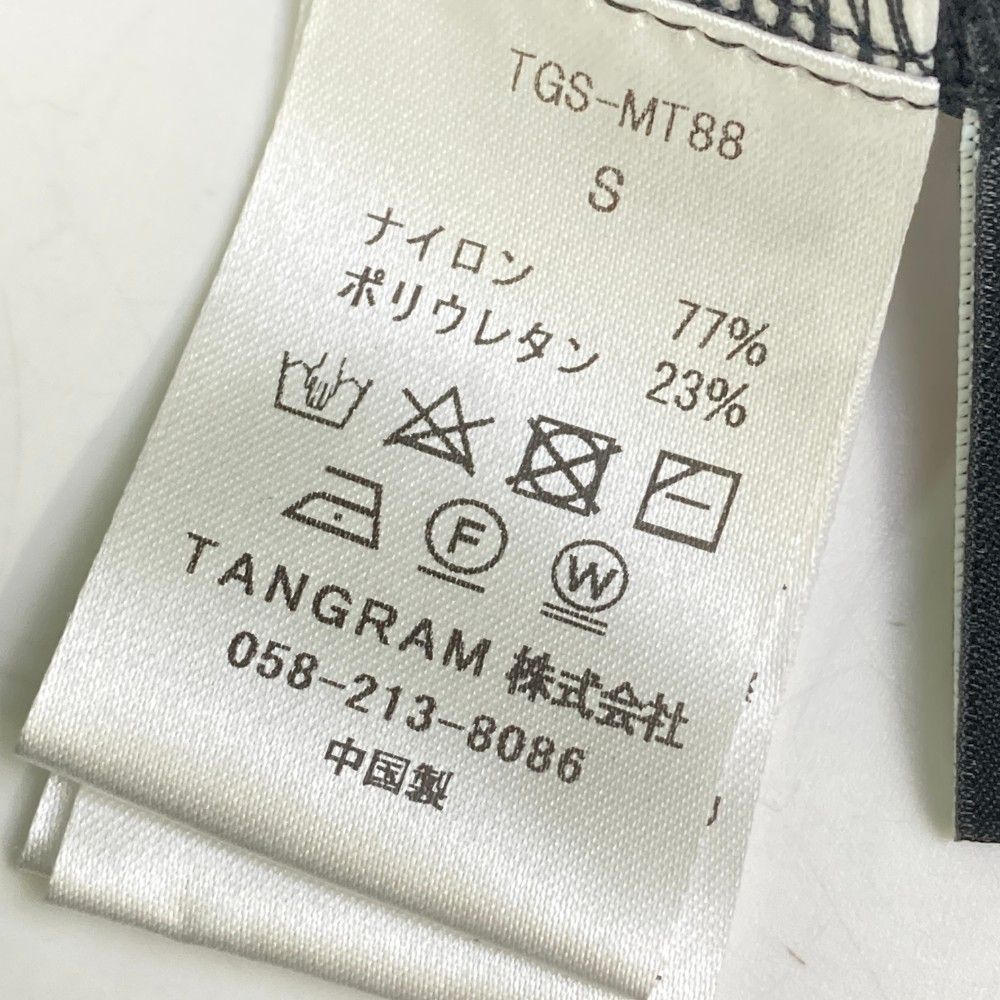 TGS-MT88
S
ナイロン 77%
ポリウレタン 23%
F W
TANGRAM 株式会社
058-213-8086
中国製